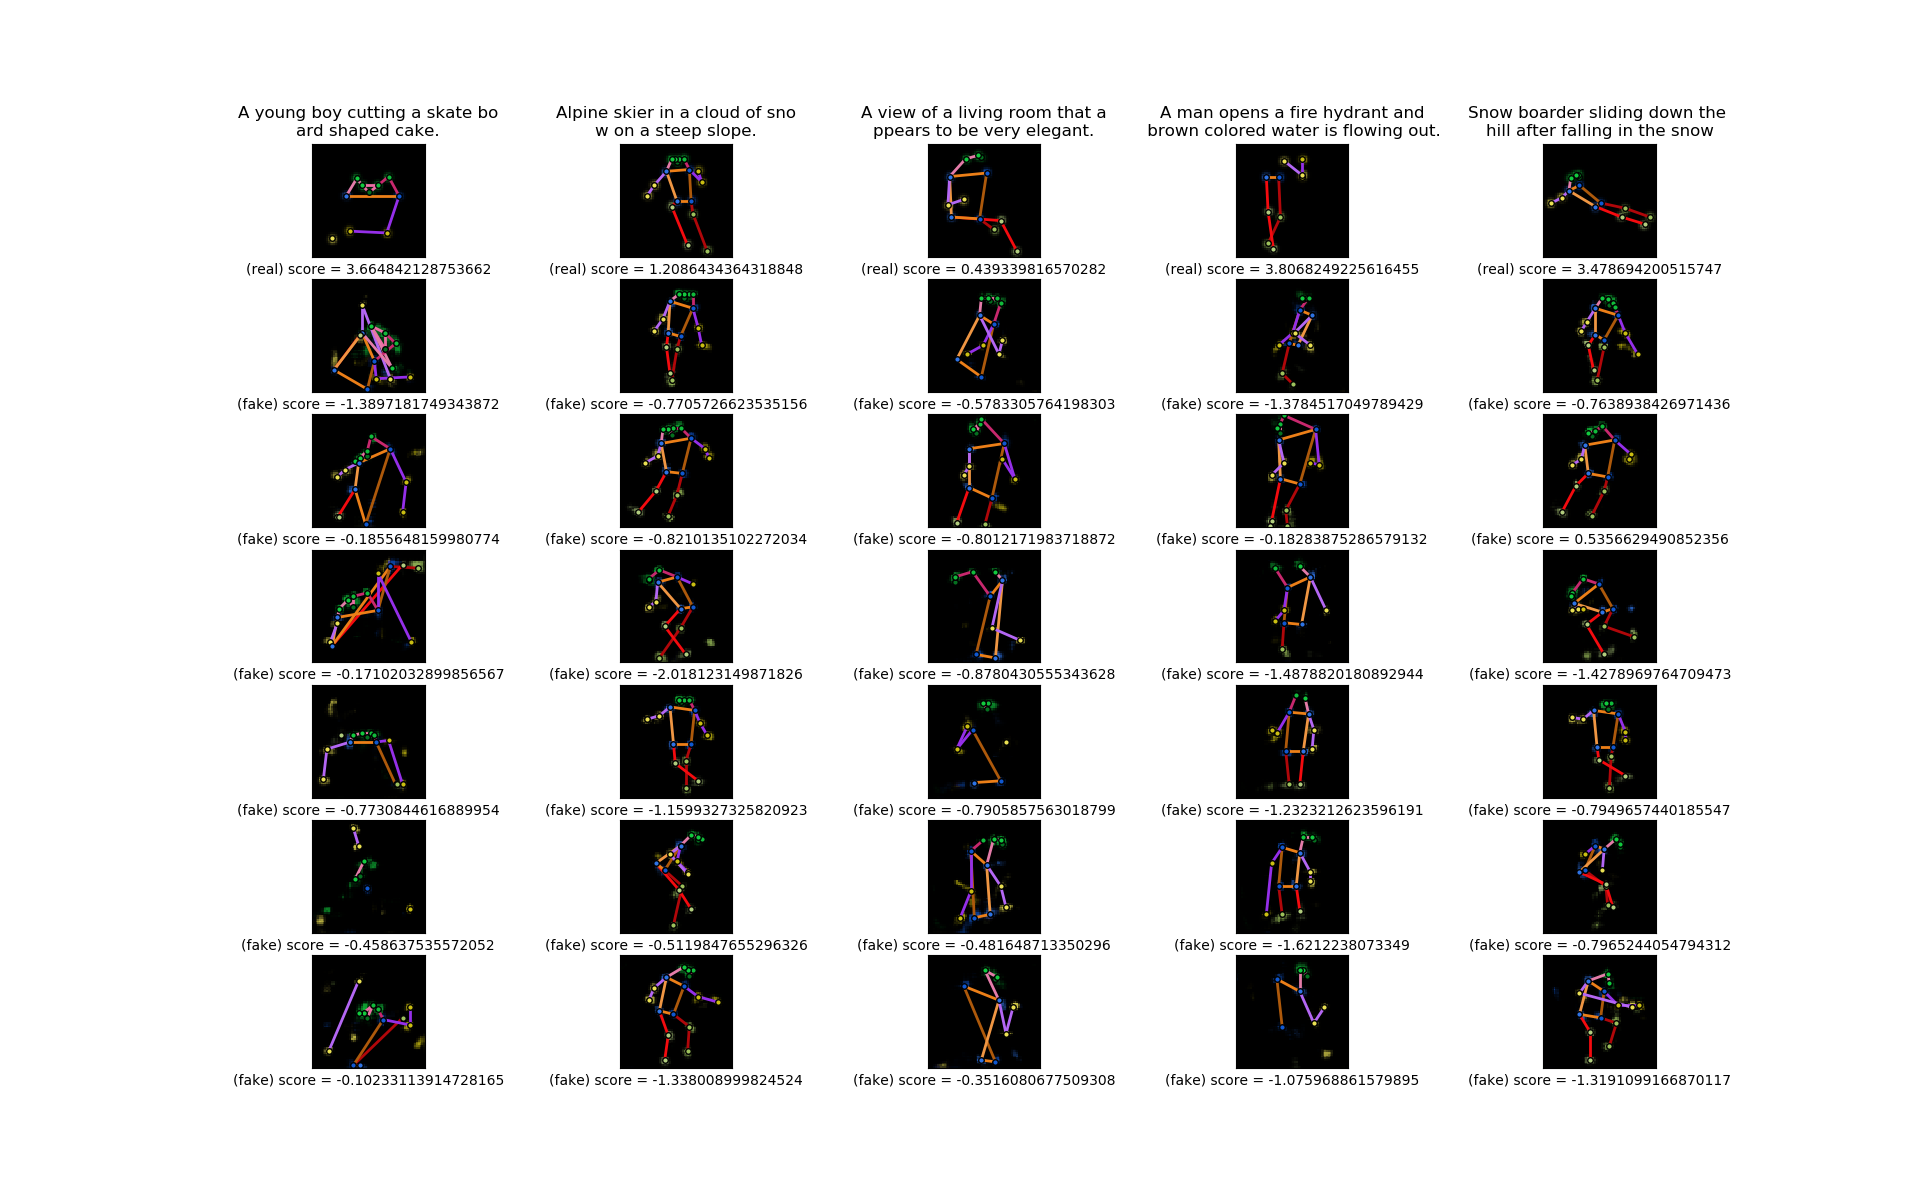 A young boy cutting a skate bo
ard shaped cake.
Alpine skier in a cloud of sno
w on a steep slope.
A view of a living room that a
ppears to be very elegant.
A man opens a fire hydrant and
brown colored water is flowing out.
Snow boarder sliding down the
hill after falling in the snow
(real) score = 3.664842128753662
(real) score = 1.2086434364318848
(real) score = 0.439339816570282
(real) score = 3.8068249225616455
(real) score = 3.478694200515747
(fake) score = -1.3897181749343872
(fake) score = -0.7705726623535156
(fake) score = -0.5783305764198303
(fake) score = -1.3784517049789429
(fake) score = -0.7638938426971436
(fake) score = -0.1855648159980774
(fake) score = -0.8210135102272034
(fake) score = -0.8012171983718872
(fake) score = -0.18283875286579132
(fake) score = 0.5356629490852356
(fake) score = -0.17102032899856567
(fake) score = -2.018123149871826
(fake) score = -0.8780430555343628
(fake) score = -1.4878820180892944
(fake) score = -1.4278969764709473
(fake) score = -0.7730844616889954
(fake) score = -1.1599327325820923
(fake) score = -0.7905857563018799
(fake) score = -1.2323212623596191
(fake) score = -0.7949657440185547
(fake) score = -0.458637535572052
(fake) score = -0.5119847655296326
(fake) score = -0.481648713350296
(fake) score = -1.6212238073349
(fake) score = -0.7965244054794312
(fake) score = -0.10233113914728165
(fake) score = -1.338008999824524
(fake) score = -0.3516080677509308
(fake) score = -1.075968861579895
(fake) score = -1.3191099166870117